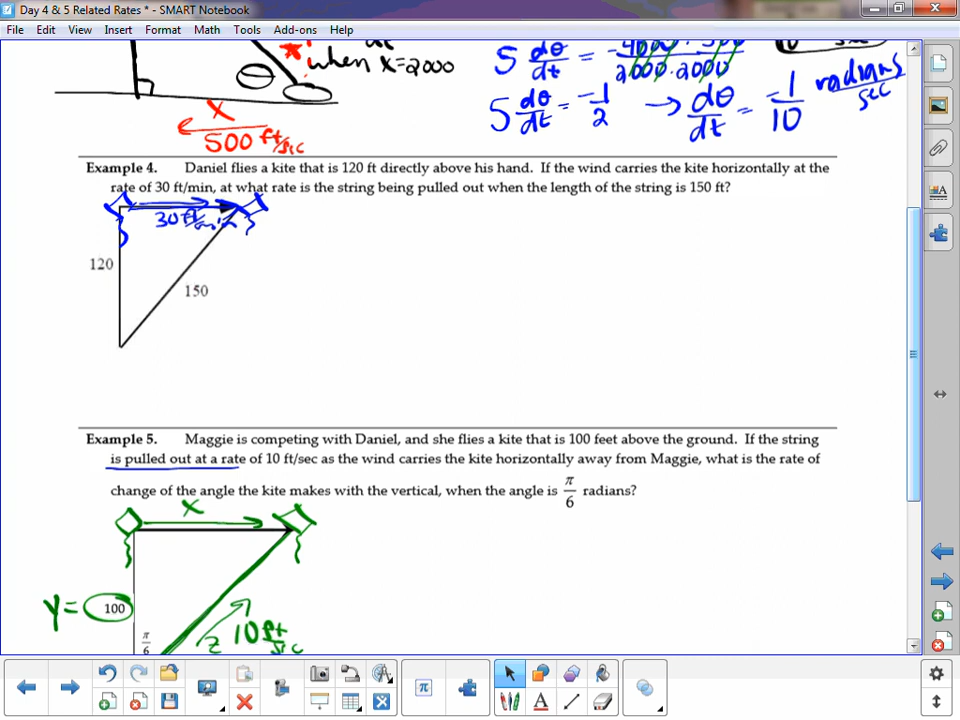 Day 4 & 5 Related Rates * - SMART Notebook
File Edit View Insert Format Math Tools Add-ons Help
when x=2000
θ
x
500 ft/sec
5 dθ/dt =
2000·2000
5 dθ/dt = -1/2 → dθ/dt = -1/10 radians/sec
Example 4. Daniel flies a kite that is 120 ft directly above his hand. If the wind carries the kite horizontally at the
rate of 30 ft/min, at what rate is the string being pulled out when the length of the string is 150 ft?
30 ft/min
120
150
Example 5. Maggie is competing with Daniel, and she flies a kite that is 100 feet above the ground. If the string
is pulled out at a rate of 10 ft/sec as the wind carries the kite horizontally away from Maggie, what is the rate of
change of the angle the kite makes with the vertical, when the angle is π/6 radians?
x
y = 100
π/6
z 10 ft/sec